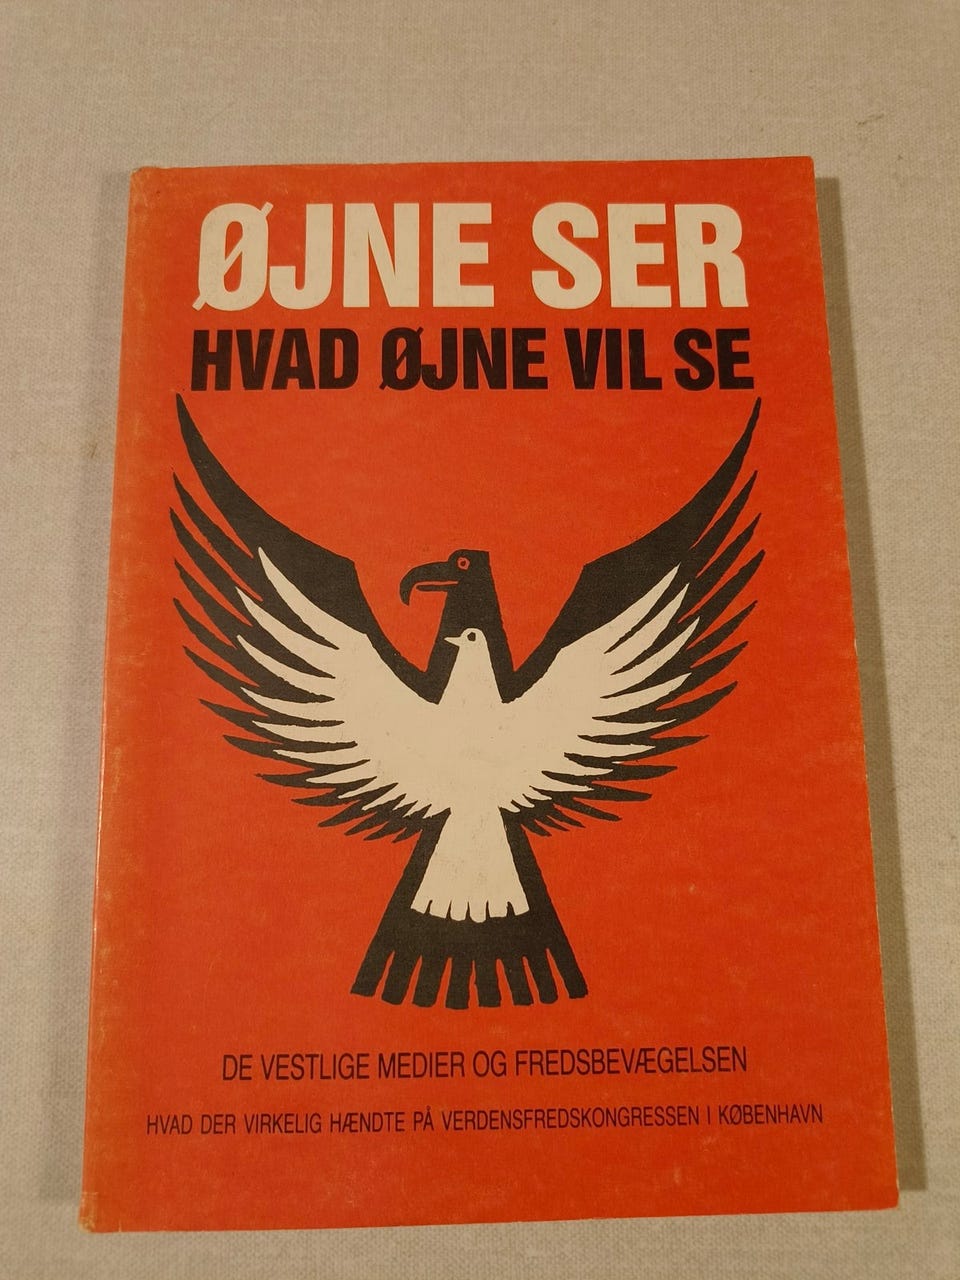 ØJNE SER
HVAD ØJNE VIL SE
DE VESTLIGE MEDIER OG FREDSBEVÆGELSEN
HVAD DER VIRKELIG HÆNDTE PÅ VERDENSFREDSKONGRESSEN I KØBENHAVN